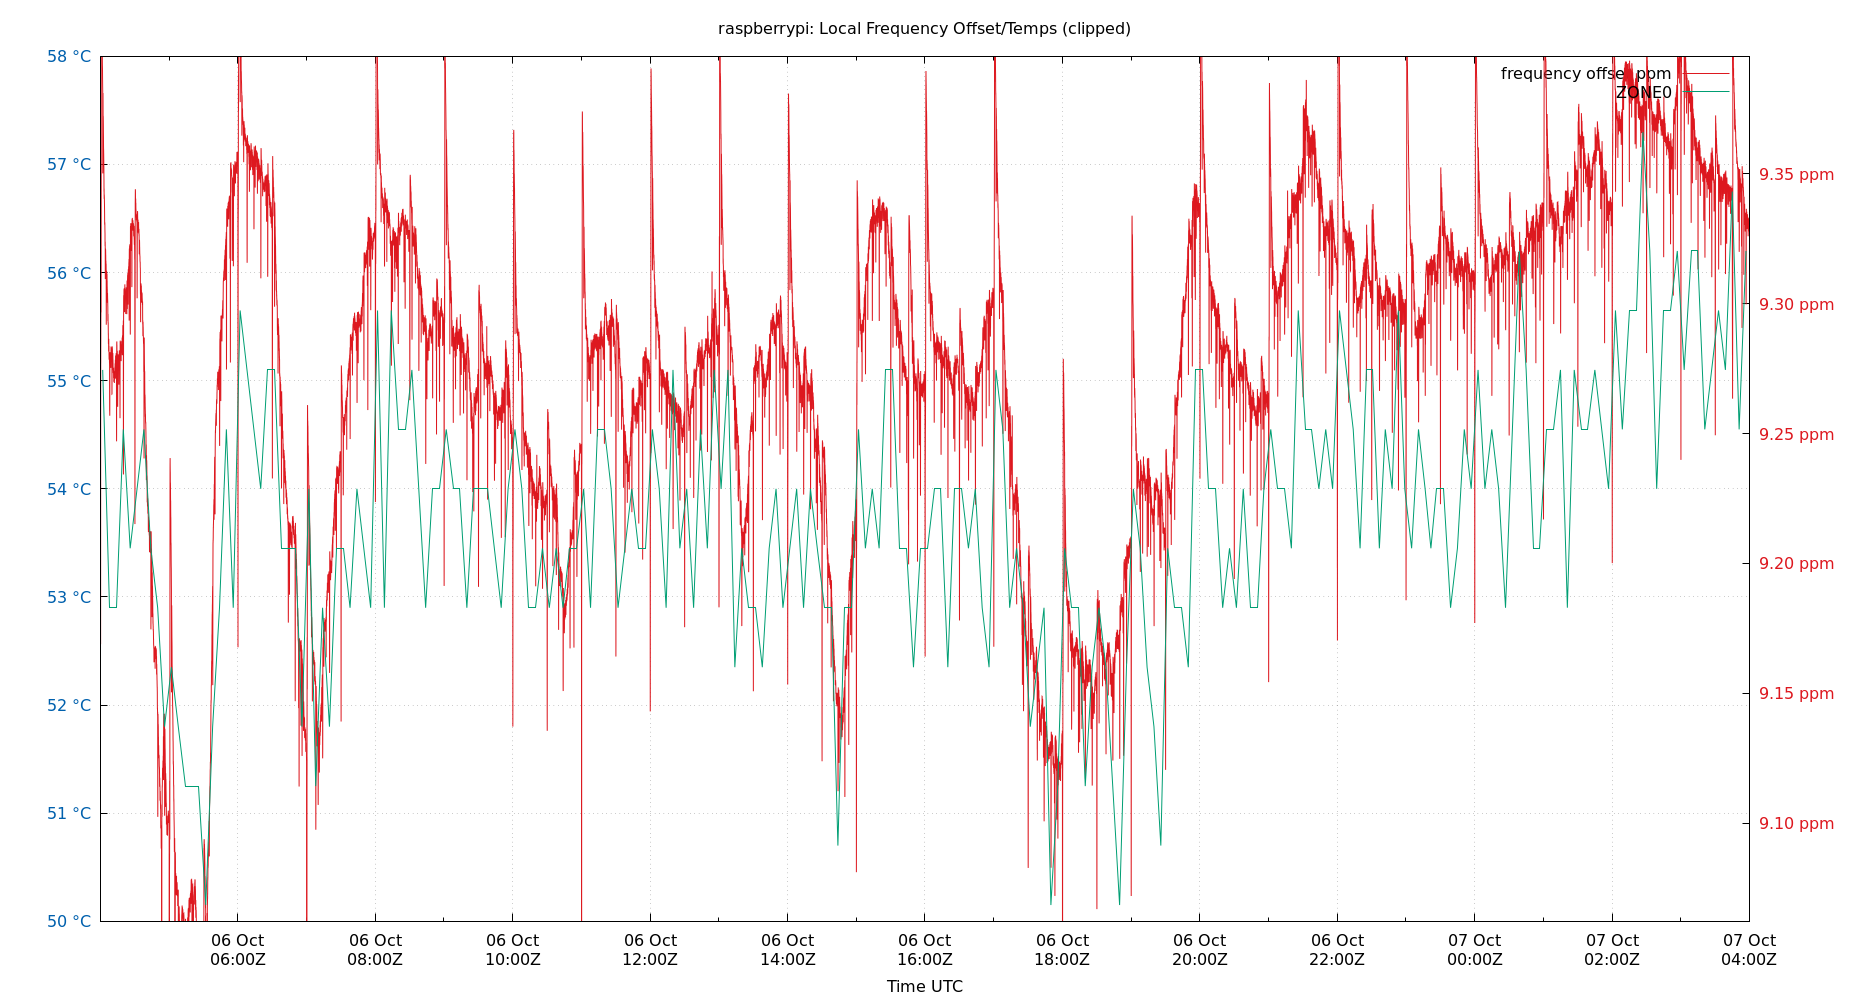 raspberrypi: Local Frequency Offset/Temps (clipped)
58 °C
57 °C
56 °C
55 °C
54 °C
53 °C
52 °C
51 °C
50 °C
frequency offset ppm
ZONE0
9.35 ppm
9.30 ppm
9.25 ppm
9.20 ppm
9.15 ppm
9.10 ppm
06 Oct
06:00Z
06 Oct
08:00Z
06 Oct
10:00Z
06 Oct
12:00Z
06 Oct
14:00Z
06 Oct
16:00Z
06 Oct
18:00Z
06 Oct
20:00Z
06 Oct
22:00Z
07 Oct
00:00Z
07 Oct
02:00Z
07 Oct
04:00Z
Time UTC